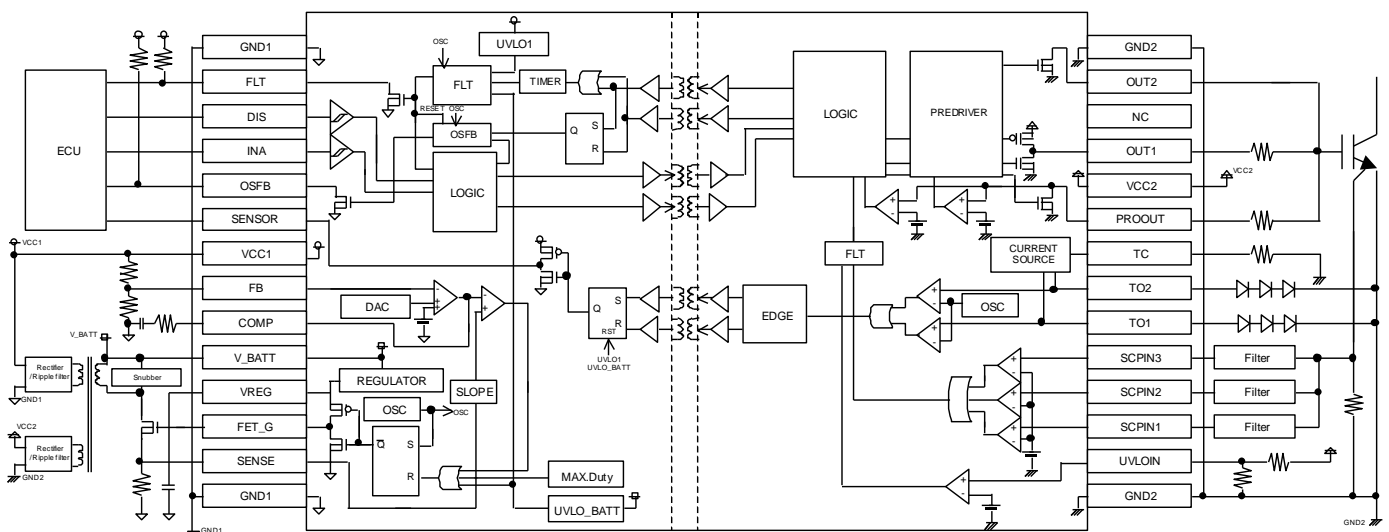 GND1
FLT
DIS
INA
OSFB
SENSOR
VCC1
FB
COMP
V_BATT
VREG
FET_G
SENSE
GND1
ECU
VCC1
V_BATT
Rectifier
/Ripple filter
GND1
Snubber
VCC2
Rectifier
/Ripple filter
GND2
GND1
OSC
UVLO1
FLT
TIMER
RESET OSC
OSFB
Q
S
R
LOGIC
DAC
-
+
+
-
+
REGULATOR
SLOPE
OSC
OSC
Q
S
R
MAX.Duty
UVLO_BATT
Q
S
R
RST
UVLO1
UVLO_BATT
LOGIC
PREDRIVER
+
-
+
-
FLT
CURRENT
SOURCE
EDGE
+
-
+
-
OSC
+
-
+
-
+
-
+
-
GND2
OUT2
NC
OUT1
VCC2
PROOUT
TC
TO2
TO1
SCPIN3
SCPIN2
SCPIN1
UVLOIN
GND2
VCC2
Filter
Filter
Filter
GND2